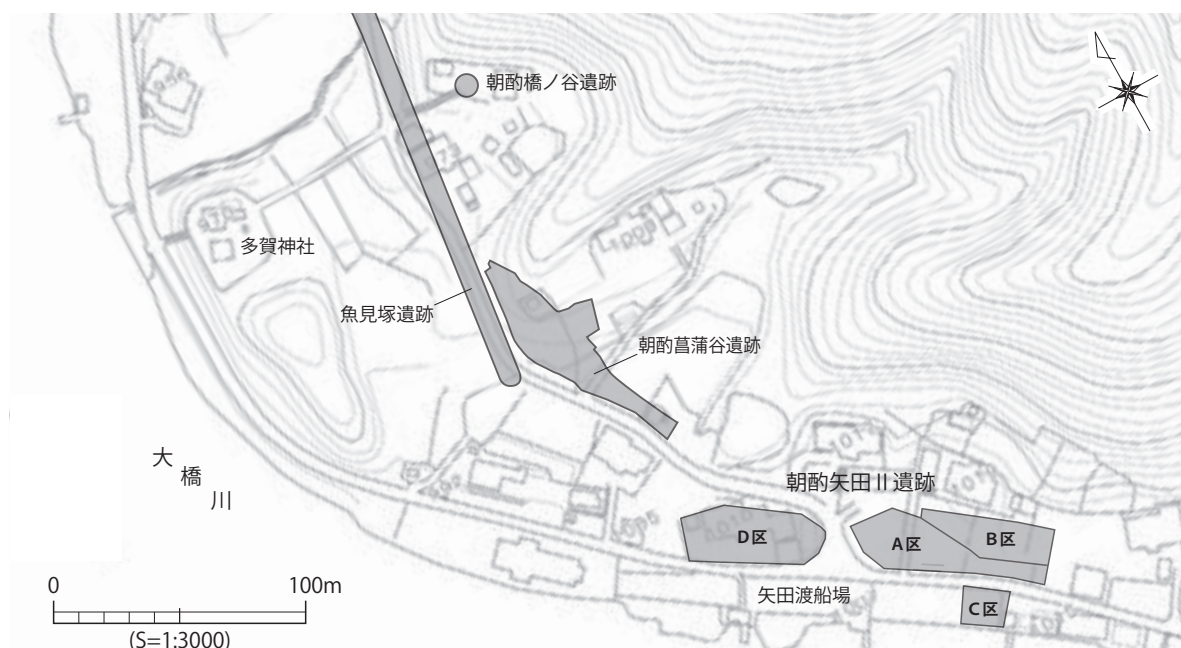 朝酌橋ノ谷遺跡
多賀神社
魚見塚遺跡
朝酌菖蒲谷遺跡
大橋川
朝酌矢田Ⅱ遺跡
D区
A区
B区
矢田渡船場
C区
0 100m
(S=1:3000)